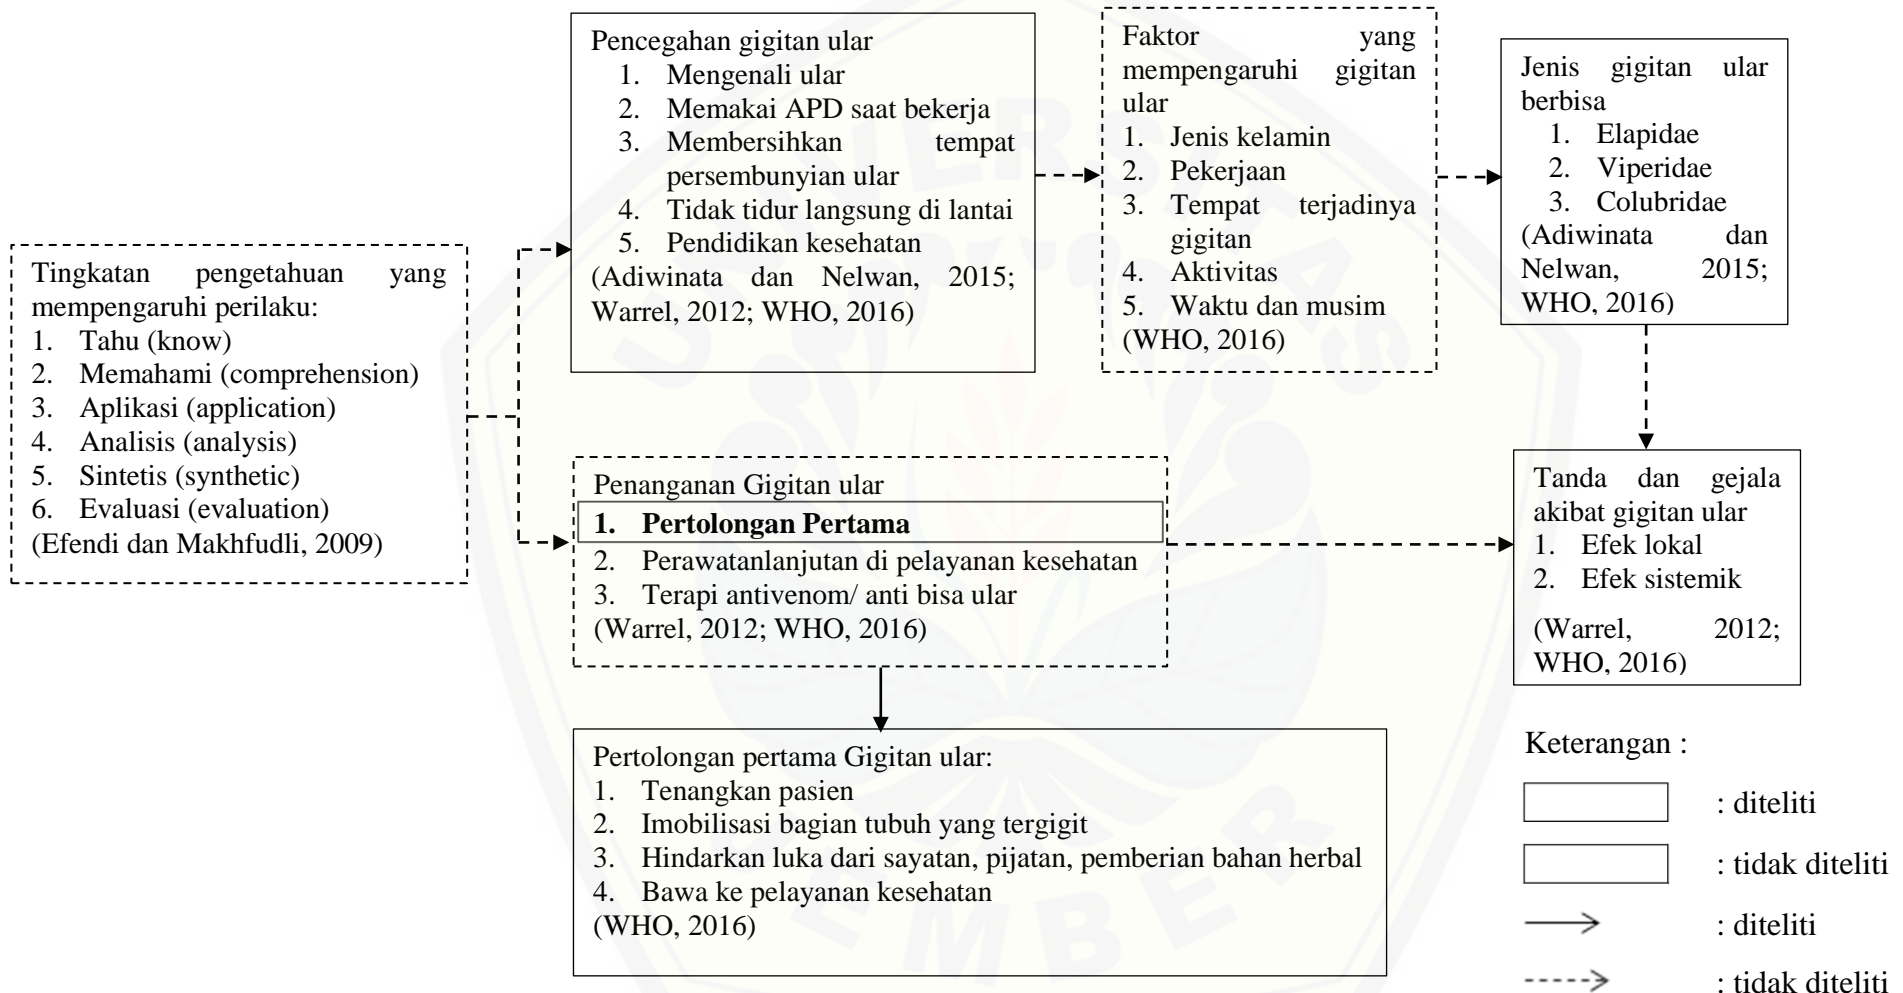 Pencegahan gigitan ular
1. Mengenali ular
2. Memakai APD saat bekerja
3. Membersihkan tempat
persembunyian ular
4. Tidak tidur langsung di lantai
5. Pendidikan kesehatan
(Adiwinata dan Nelwan, 2015;
Warrel, 2012; WHO, 2016)
Faktor yang
mempengaruhi gigitan
ular
1. Jenis kelamin
2. Pekerjaan
3. Tempat terjadinya
gigitan
4. Aktivitas
5. Waktu dan musim
(WHO, 2016)
Jenis gigitan ular
berbisa
1. Elapidae
2. Viperidae
3. Colubridae
(Adiwinata dan
Nelwan, 2015;
WHO, 2016)
Tingkatan pengetahuan yang
mempengaruhi perilaku:
1. Tahu (know)
2. Memahami (comprehension)
3. Aplikasi (application)
4. Analisis (analysis)
5. Sintetis (synthetic)
6. Evaluasi (evaluation)
(Efendi dan Makhfudli, 2009)
Penanganan Gigitan ular
1. Pertolongan Pertama
2. Perawatanlanjutan di pelayanan kesehatan
3. Terapi antivenom/ anti bisa ular
(Warrel, 2012; WHO, 2016)
Tanda dan gejala
akibat gigitan ular
1. Efek lokal
2. Efek sistemik
(Warrel, 2012;
WHO, 2016)
Pertolongan pertama Gigitan ular:
1. Tenangkan pasien
2. Imobilisasi bagian tubuh yang tergigit
3. Hindarkan luka dari sayatan, pijatan, pemberian bahan herbal
4. Bawa ke pelayanan kesehatan
(WHO, 2016)
Keterangan :
: diteliti
: tidak diteliti
: diteliti
: tidak diteliti
UNIVERSITAS
JEMBER